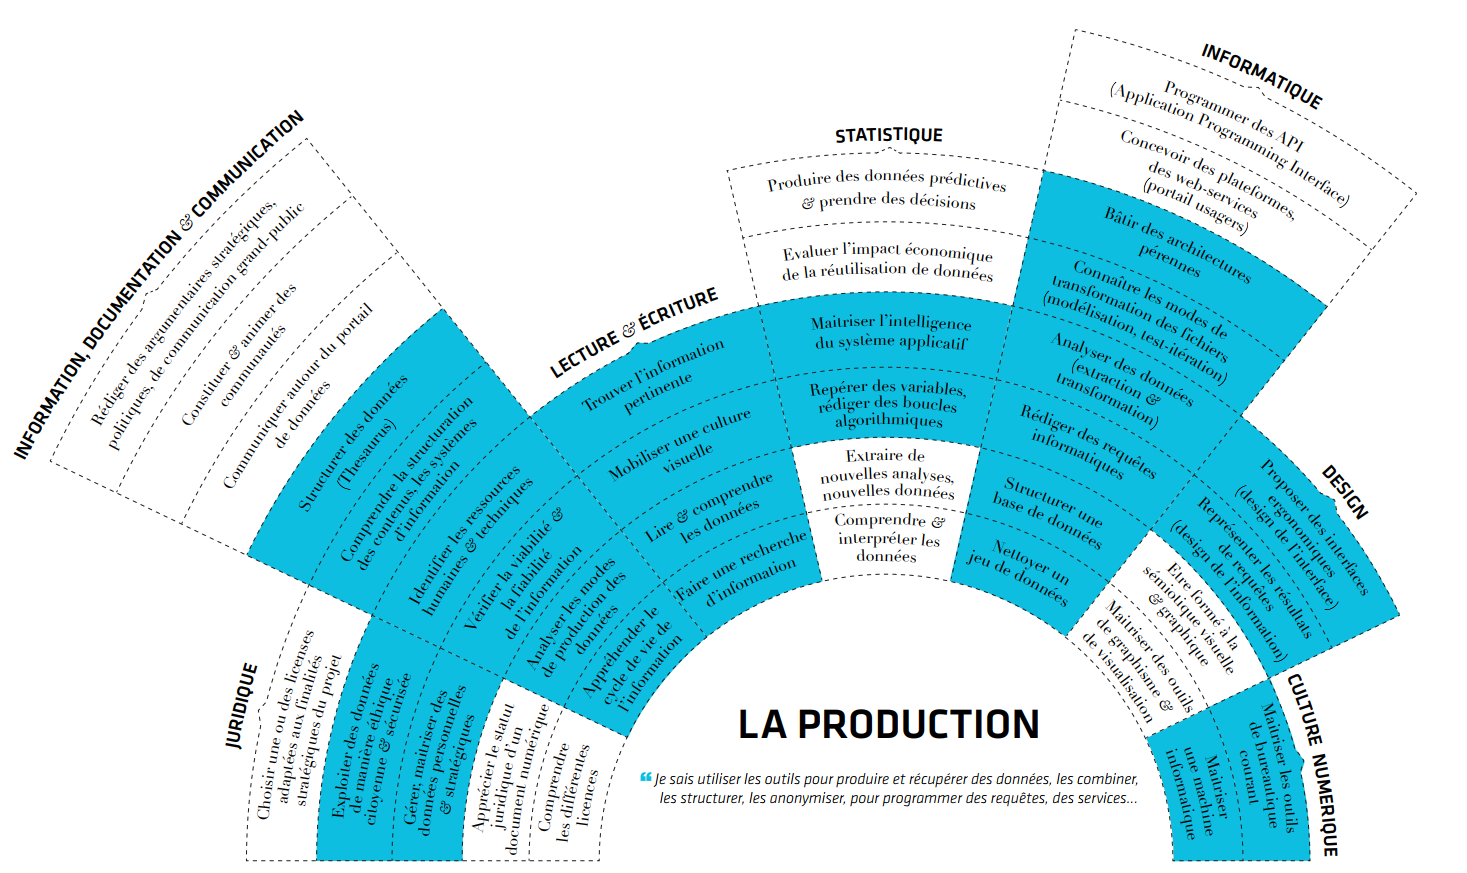 INFORMATION, DOCUMENTATION & COMMUNICATION
Rédiger des argumentaires stratégiques,
politiques, de communication grand-public
Constituer & animer des
communautés
Communiquer autour du portail
de données
Structurer des données
(Thesaurus)
Comprendre la structuration
des contenus, les systèmes
d'information
Identifier les ressources
humaines & techniques
Vérifier la viabilité &
la fiabilité
de l'information
Analyser les modes
de production des
données
Appréhender le
cycle de vie de
l'information
JURIDIQUE
Choisir une ou des licenses
adaptées aux finalités
stratégiques du projet
Exploiter des données
de manière éthique
citoyenne & sécurisée
Gérer, maitriser des
données personnelles
& stratégiques
Apprécier le statut
juridique d'un
document numérique
Comprendre
les différentes
licences
LECTURE & ÉCRITURE
Trouver l'information
pertinente
Mobiliser une culture
visuelle
Lire & comprendre
les données
Faire une recherche
d'information
STATISTIQUE
Produire des données prédictives
& prendre des décisions
Evaluer l'impact économique
de la réutilisation de données
Maitriser l'intelligence
du système applicatif
Repérer des variables,
rédiger des boucles
algorithmiques
Extraire de
nouvelles analyses,
nouvelles données
Comprendre &
interpréter les
données
INFORMATIQUE
Programmer des API
(Application Programming Interface)
Concevoir des plateformes,
des web-services
(portail usagers)
Bâtir des architectures
pérennes
Connaître les modes de
transformation des fichiers
(modélisation, test-itération)
Analyser des données
(extraction &
transformation)
Rédiger des requêtes
informatiques
Structurer une
base de données
Nettoyer un
jeu de données
DESIGN
Proposer des interfaces
ergonomiques
(design de l'interface)
Représenter les résultats
de requêtes
(design de l'information)
Etre formé à la
sémiotique visuelle
& graphique
Maitriser des outils
de graphisme &
de visualisation
CULTURE NUMERIQUE
Maitriser les outils
de bureautique
courant
Maitriser
une machine
informatique
LA PRODUCTION
“ Je sais utiliser les outils pour produire et récupérer des données, les combiner,
les structurer, les anonymiser, pour programmer des requêtes, des services...